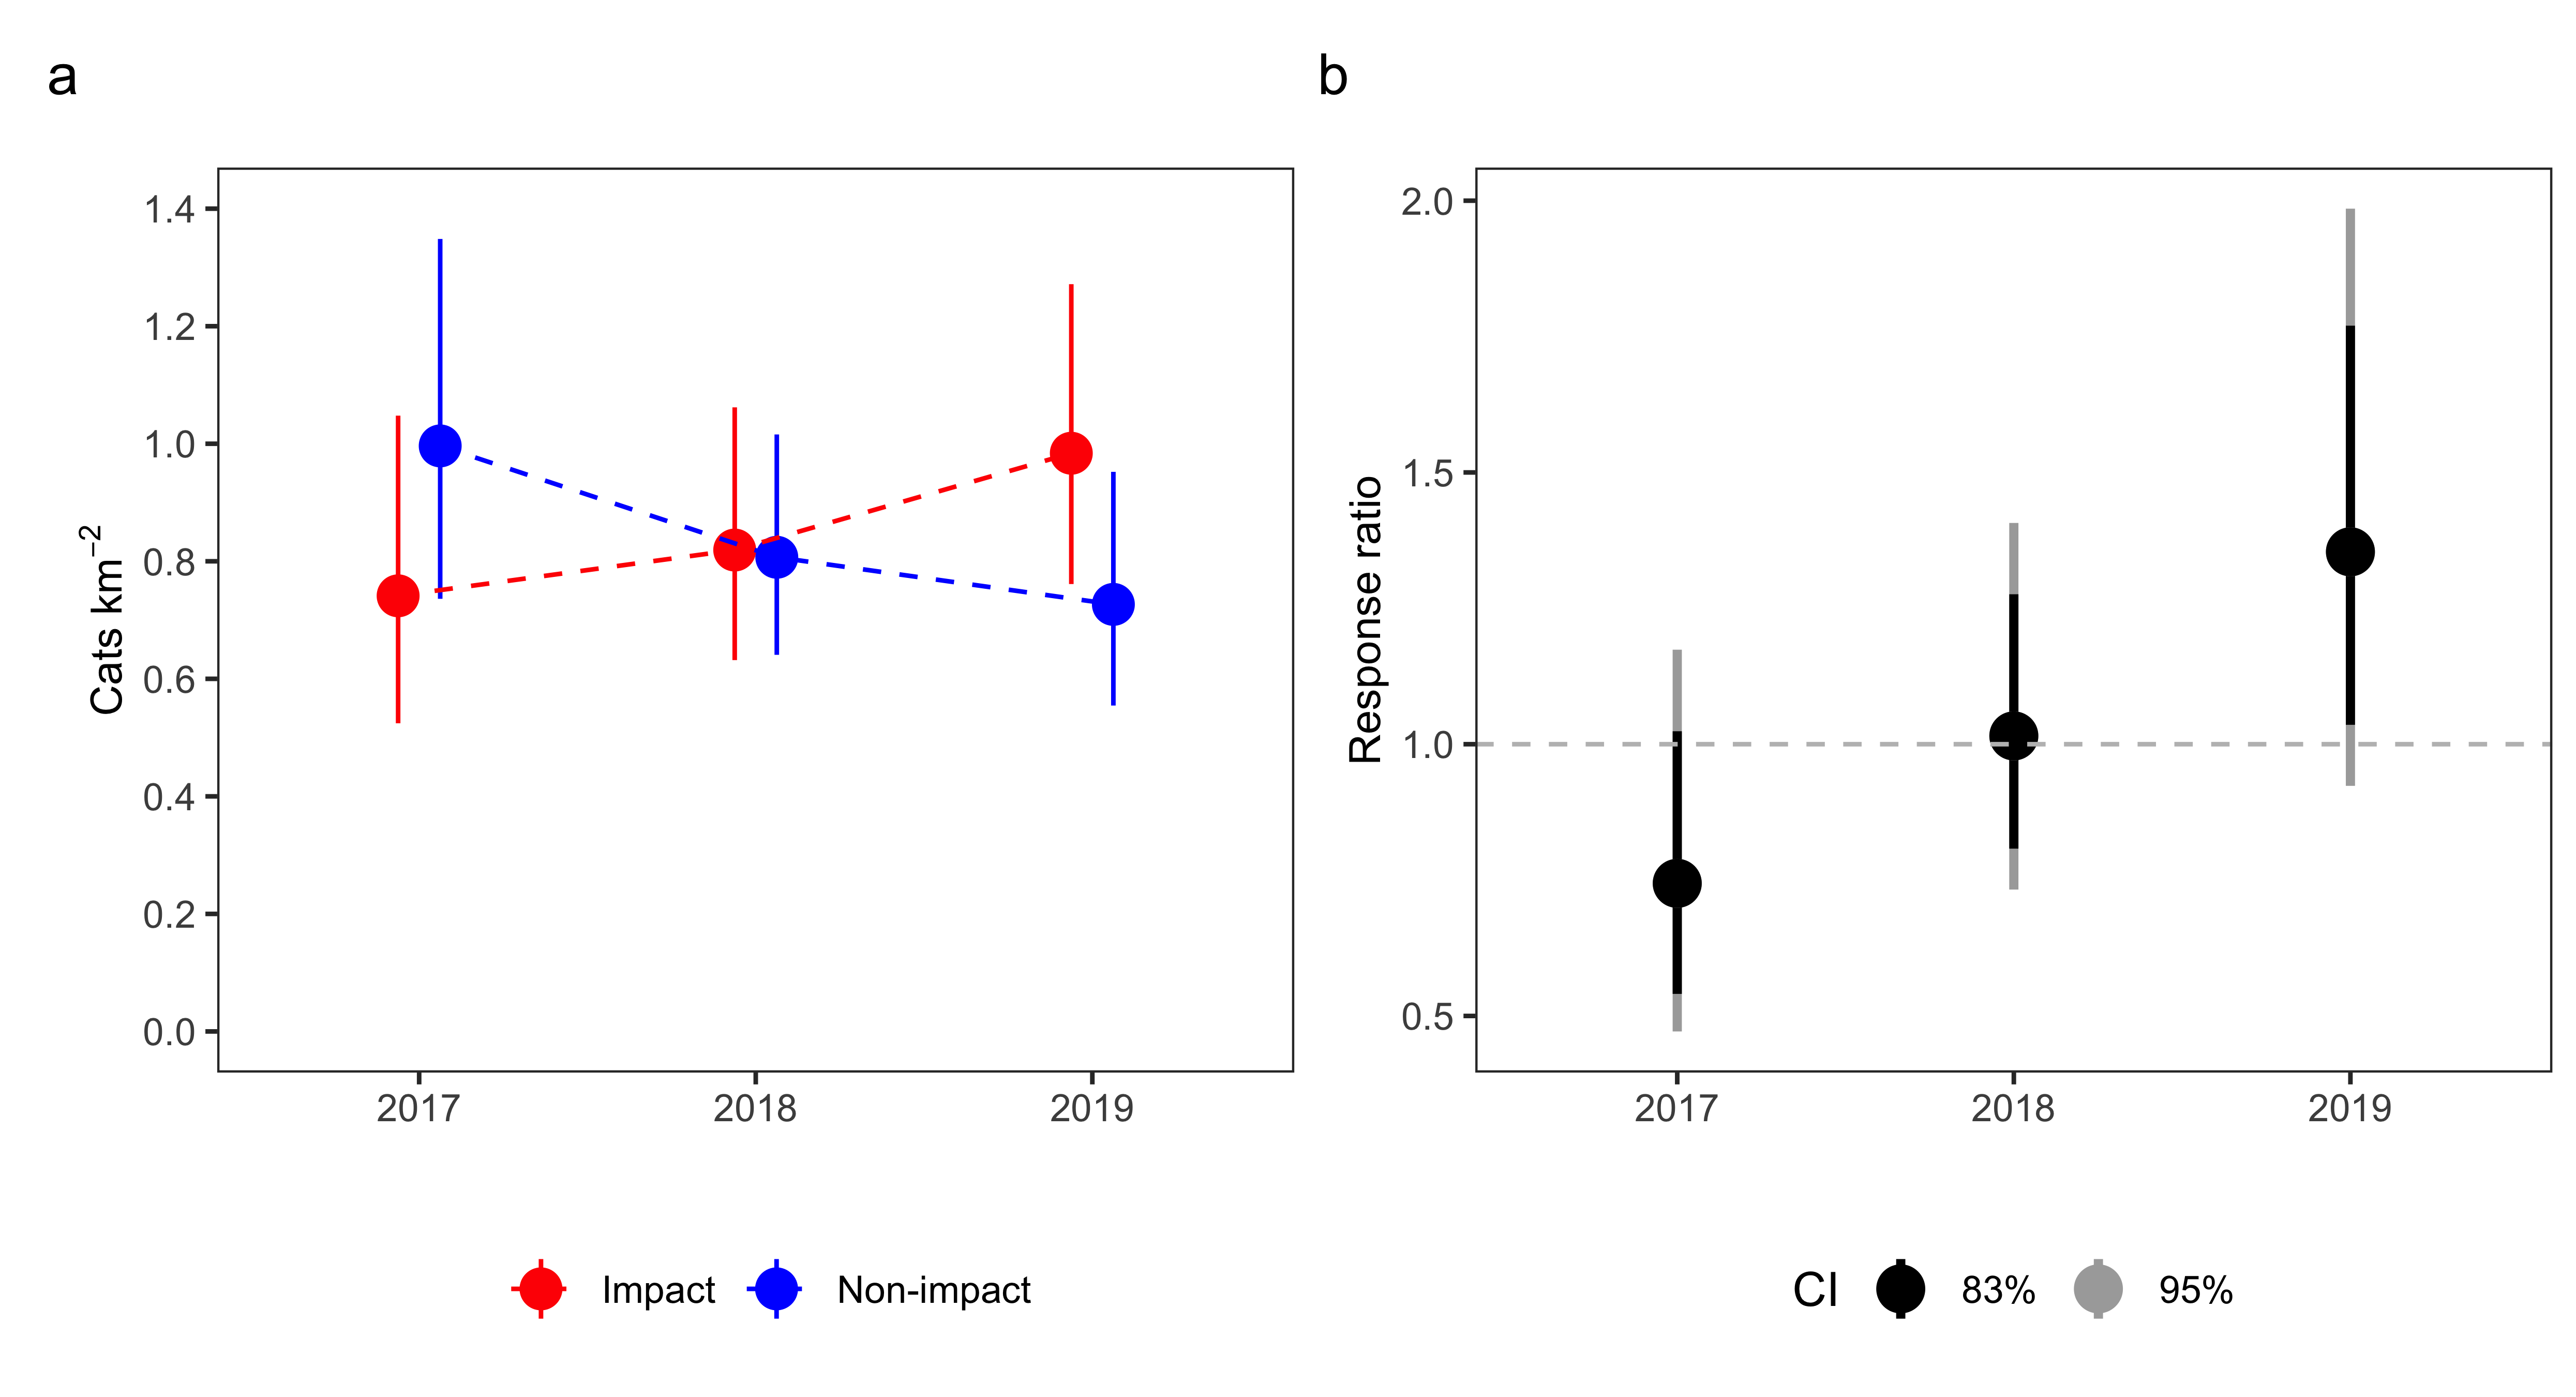 a
1.4
1.2
1.0
0.8
0.6
0.4
0.2
0.0
Cats km⁻²
2017 2018 2019
Impact Non-impact
b
2.0
1.5
1.0
0.5
Response ratio
2017 2018 2019
CI 83% 95%